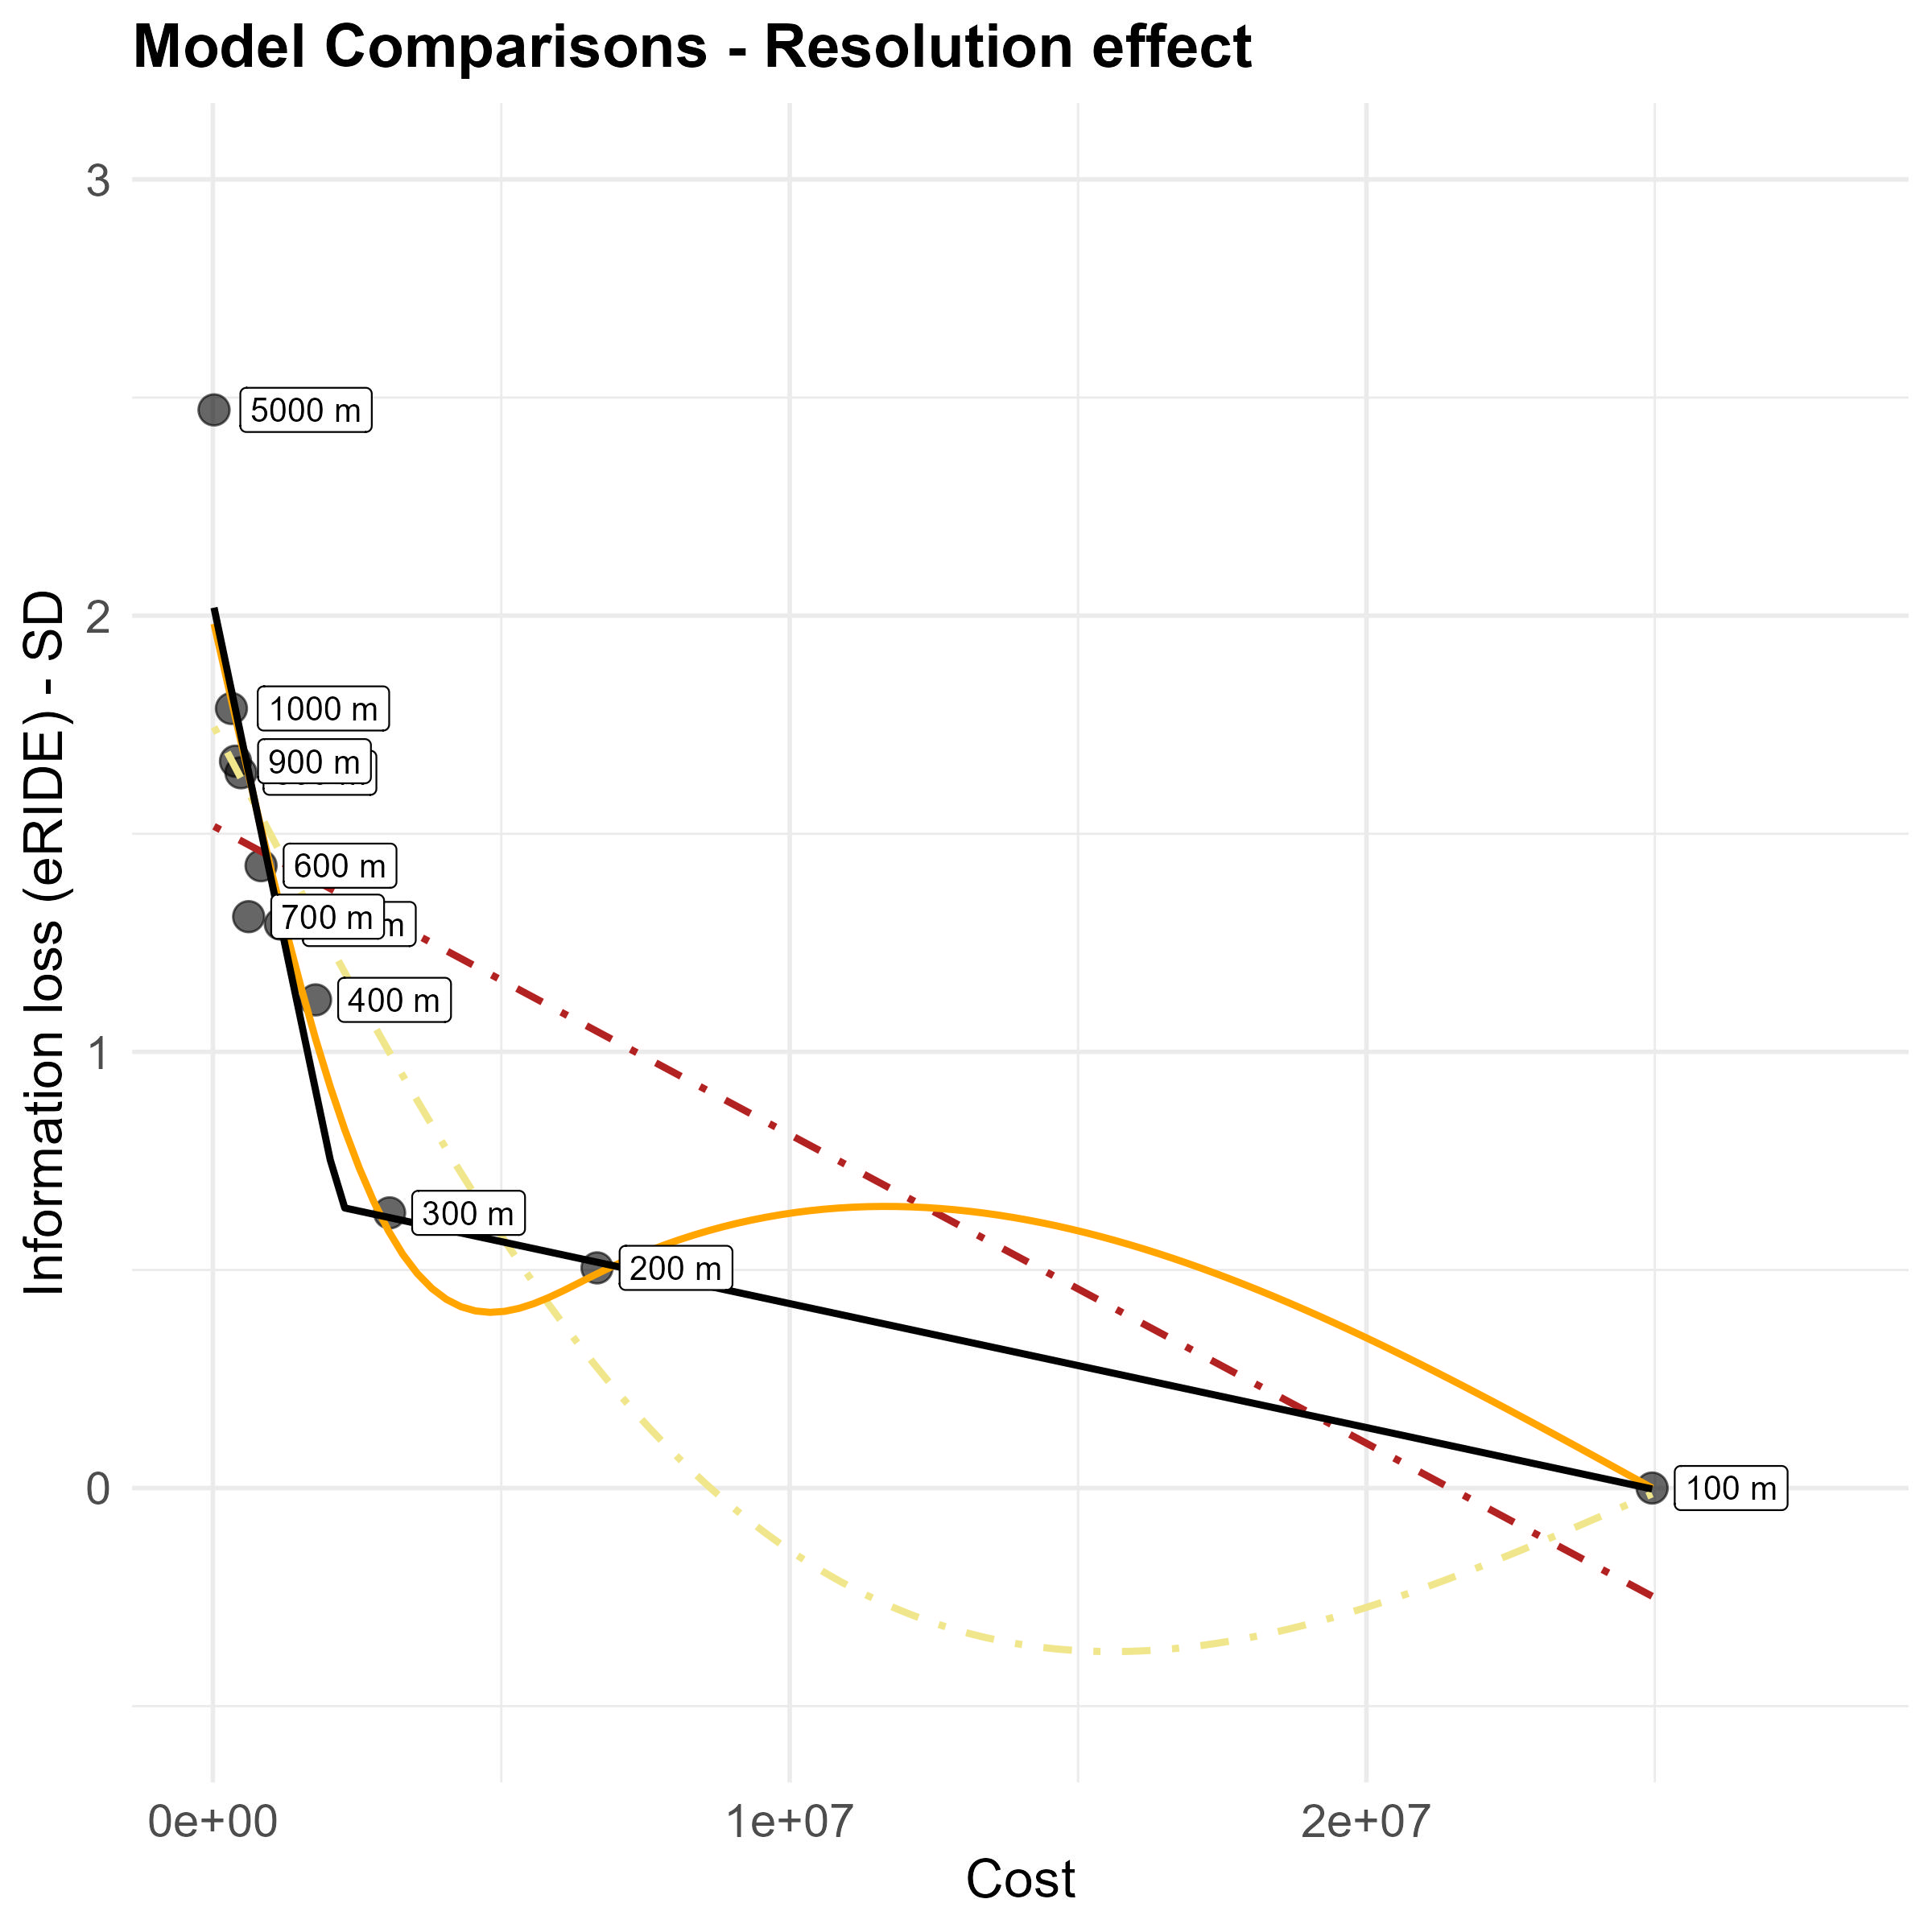 Model Comparisons - Resolution effect
3
2
1
0
Information loss (eRIDE) - SD
5000 m
1000 m
900 m
600 m
700 m
m
400 m
300 m
200 m
100 m
0e+00
1e+07
2e+07
Cost